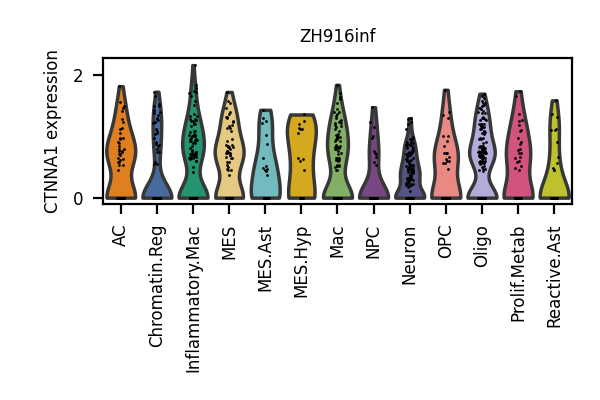 ZH916inf
CTNNA1 expression
2
0
AC
Chromatin.Reg
Inflammatory.Mac
MES
MES.Ast
MES.Hyp
Mac
NPC
Neuron
OPC
Oligo
Prolif.Metab
Reactive.Ast